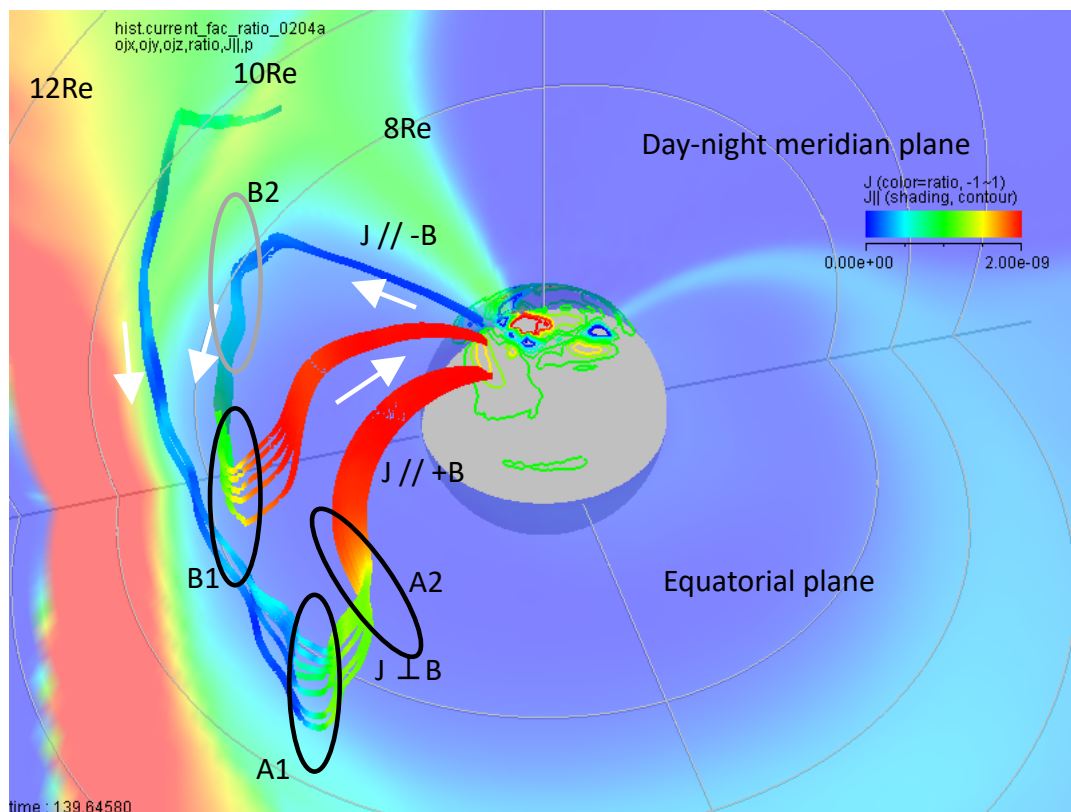 hist.current_fac_ratio_0204a
ojx,ojy,ojz,ratio,J||,p
12Re
10Re
8Re
Day-night meridian plane
J (color=ratio, -1~1)
J|| (shading, contour)
0.00e+00
2.00e-09
B2
J // -B
J // +B
B1
A2
Equatorial plane
J ⊥ B
A1
time : 139.64580